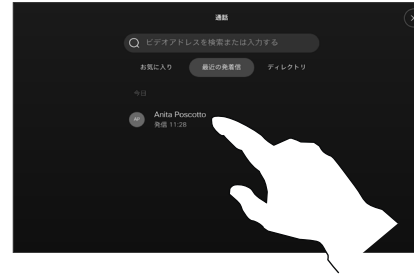 通話
ビデオアドレスを検索または入力する
お気に入り 最近の発着信 ディレクトリ
今日
AP Anita Poscotto
発信 11:28